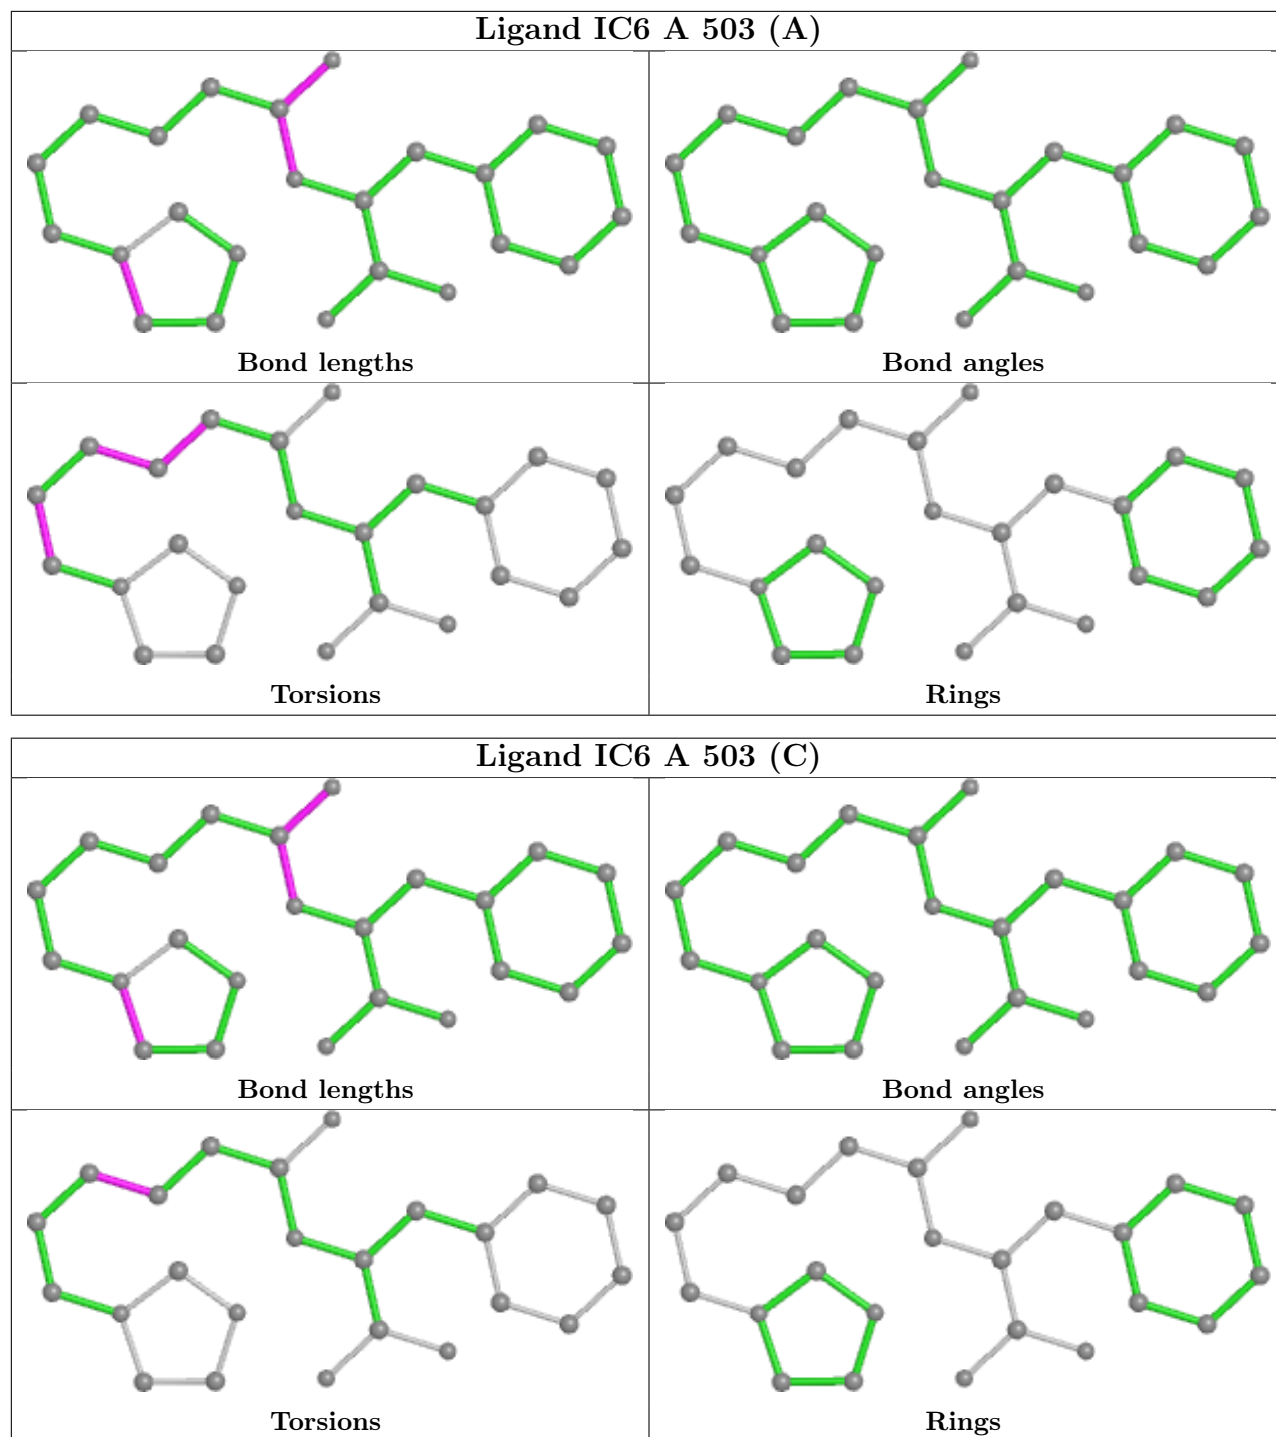 Ligand IC6 A 503 (A)
Bond lengths
Bond angles
Torsions
Rings
Ligand IC6 A 503 (C)
Bond lengths
Bond angles
Torsions
Rings